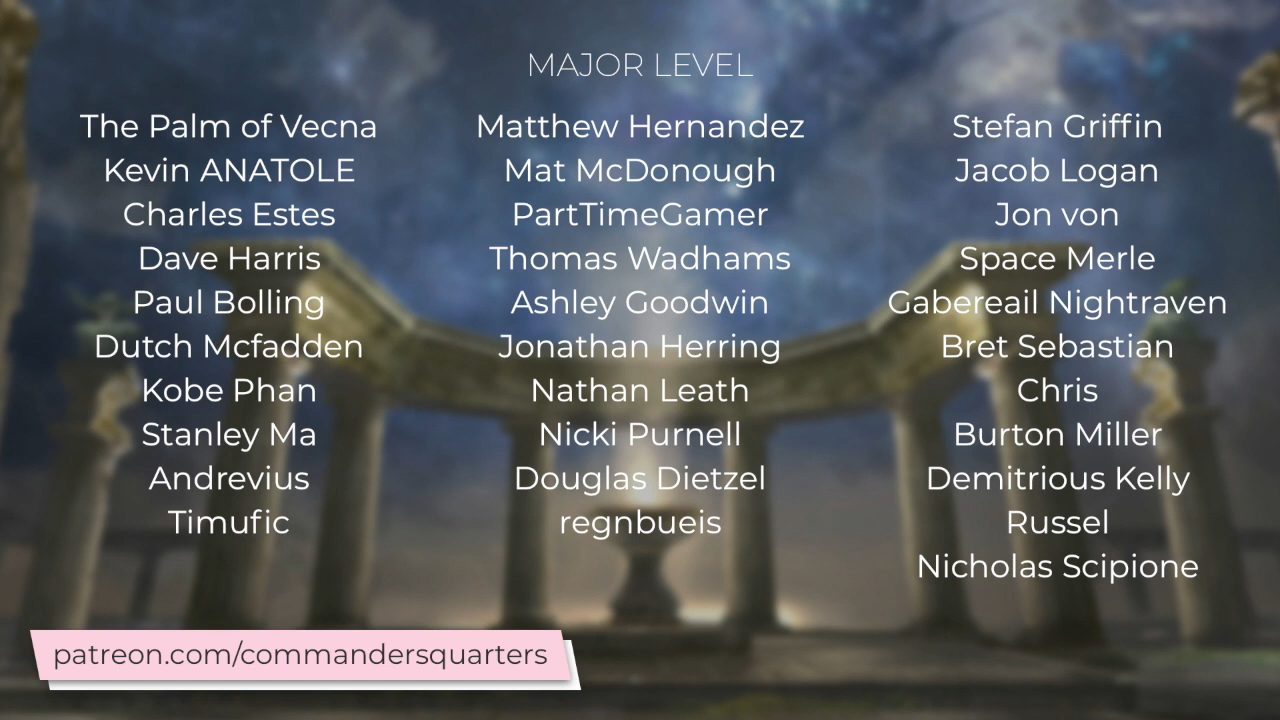 MAJOR LEVEL
The Palm of Vecna
Kevin ANATOLE
Charles Estes
Dave Harris
Paul Bolling
Dutch Mcfadden
Kobe Phan
Stanley Ma
Andrevius
Timufic
Matthew Hernandez
Mat McDonough
PartTimeGamer
Thomas Wadhams
Ashley Goodwin
Jonathan Herring
Nathan Leath
Nicki Purnell
Douglas Dietzel
regnbueis
Stefan Griffin
Jacob Logan
Jon von
Space Merle
Gabereail Nightraven
Bret Sebastian
Chris
Burton Miller
Demitrious Kelly
Russel
Nicholas Scipione
patreon.com/commandersquarters